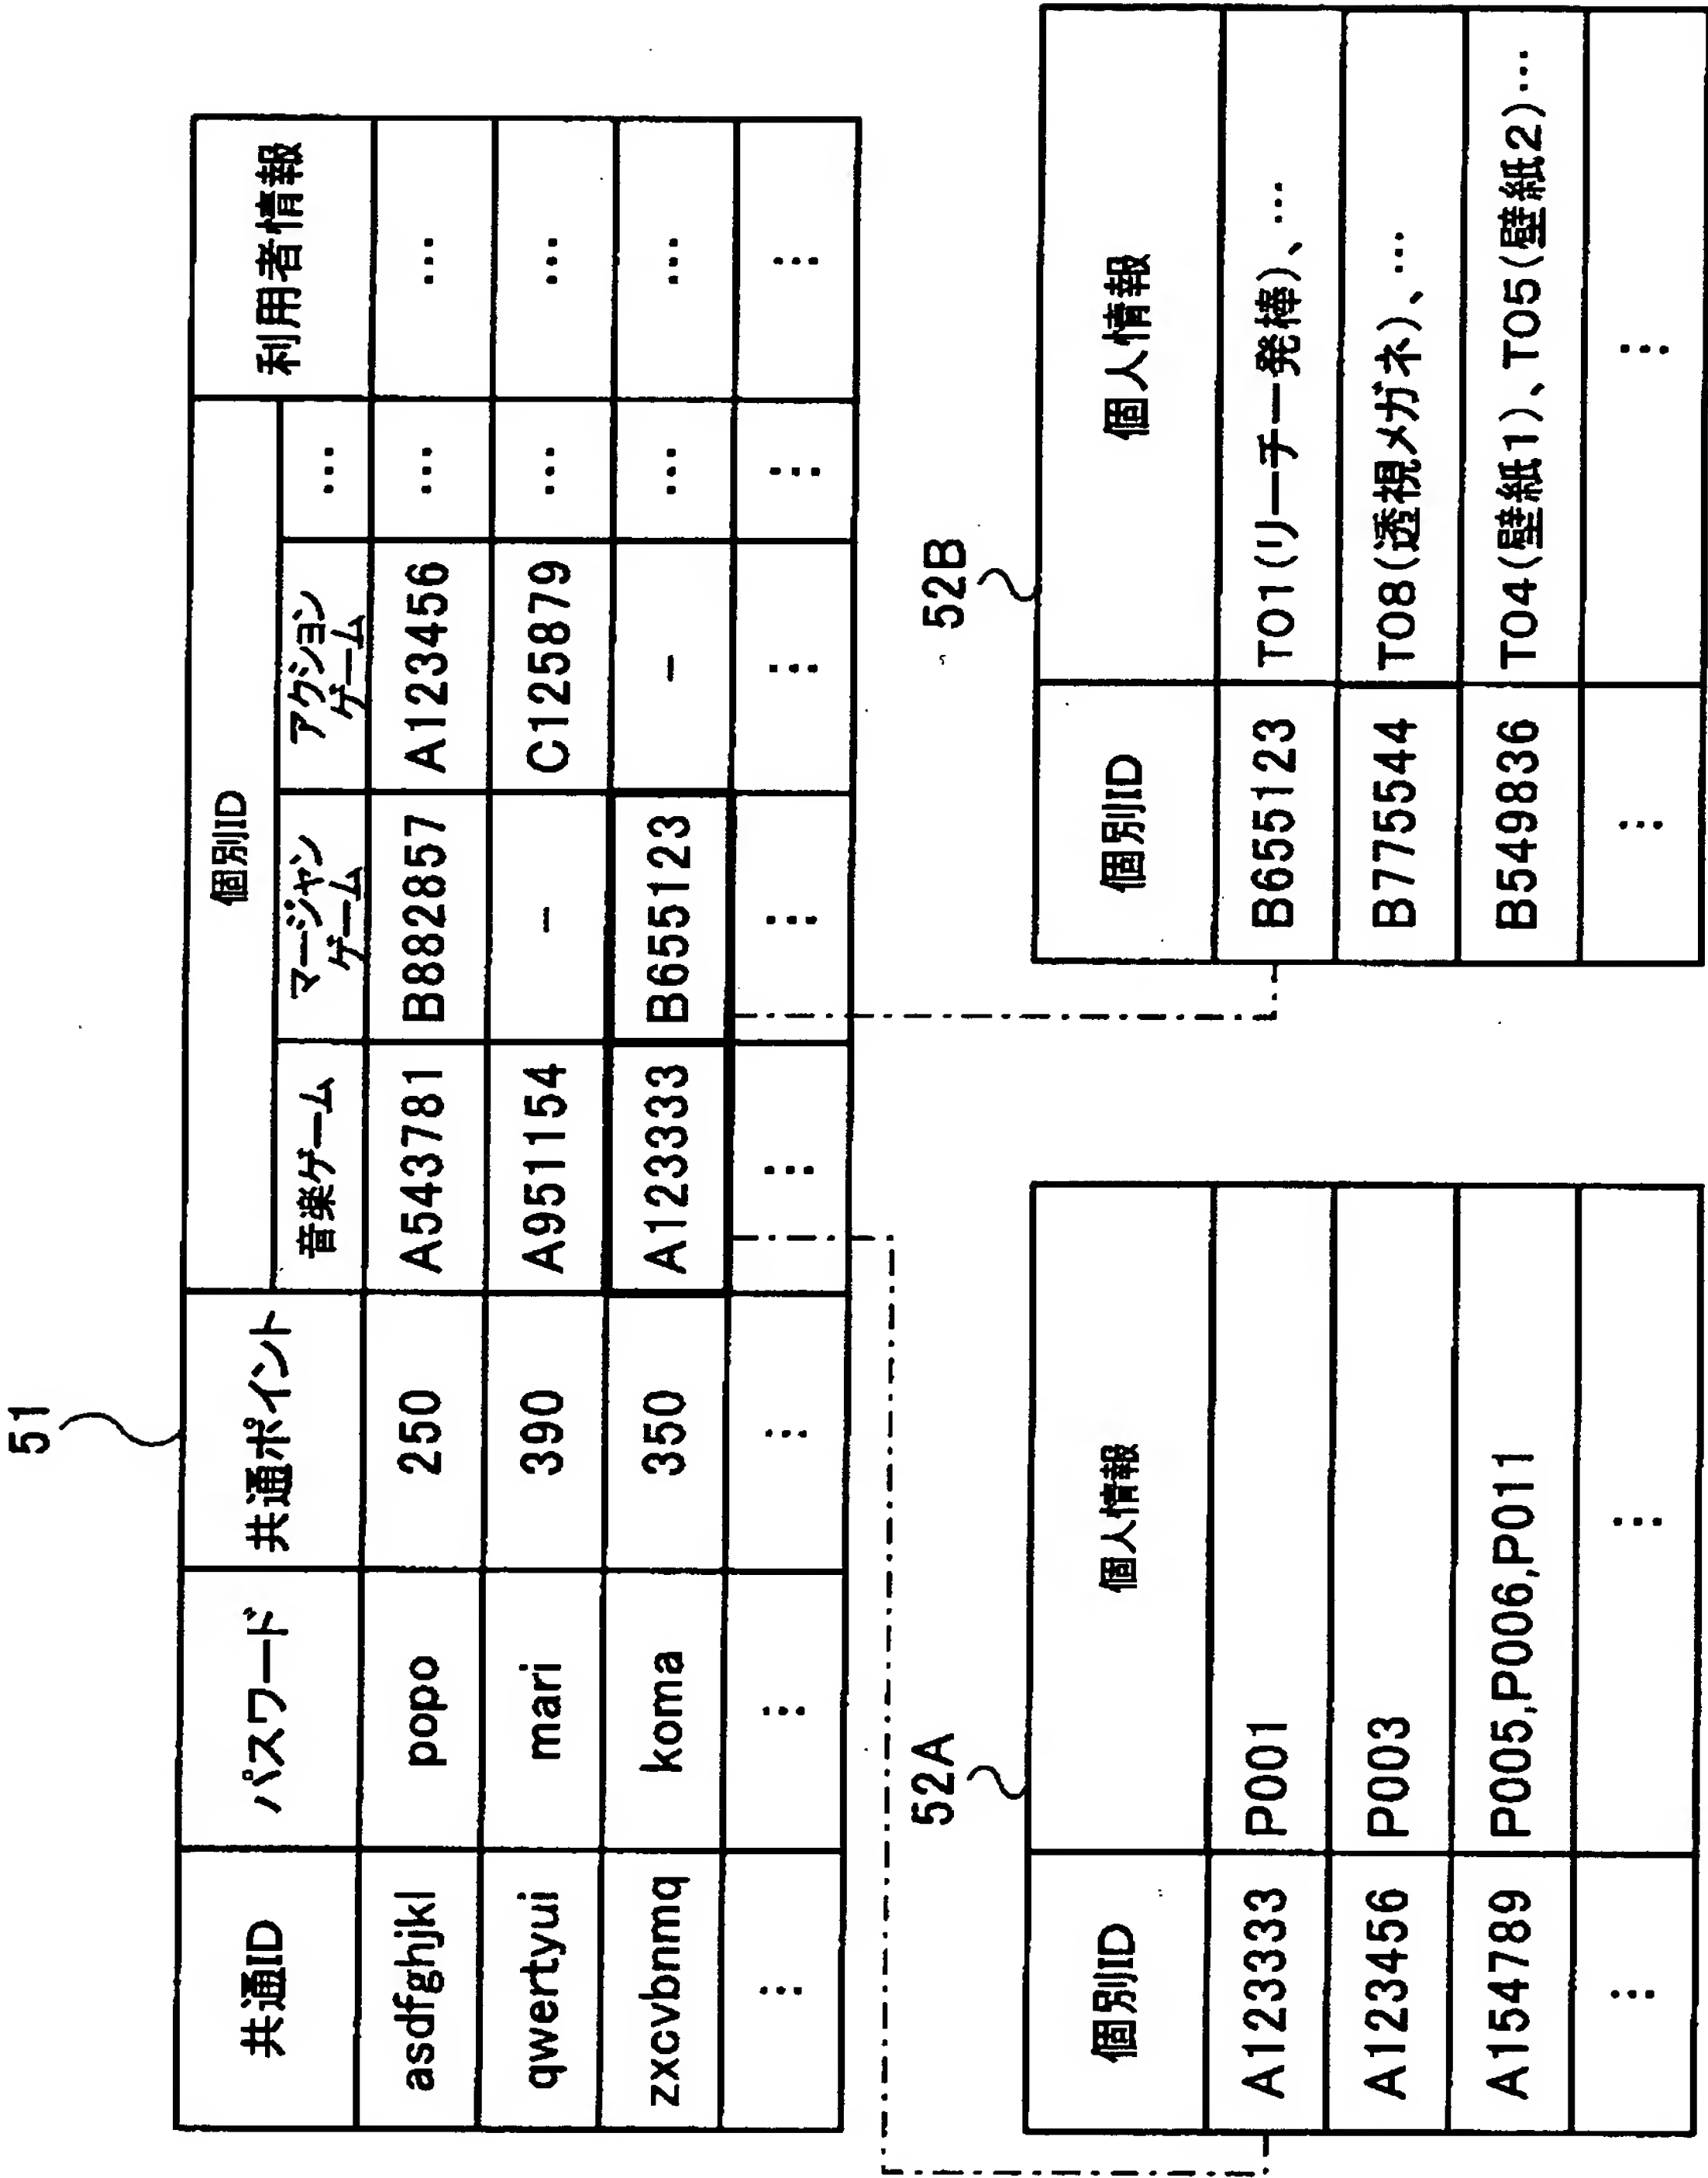 51
共通ID パスワード 共通ポイント 個別ID 利用者情報
音楽ゲーム マージャンゲーム アクションゲーム …
asdfghjkl popo 250 A543781 B882857 A123456 … …
qwertyui mari 390 A951154 - C125879 … …
zxcvbnmq koma 350 A123333 B655123 - … …
… … … … … … … …
52A
個別ID 個人情報
A123333 P001
A123456 P003
A154789 P005,P006,P011
… …
52B
個別ID 個人情報
B655123 T01(リーチ一発棒)、…
B775544 T08(透視メガネ)、…
B549836 T04(壁紙1)、T05(壁紙2)…
… …